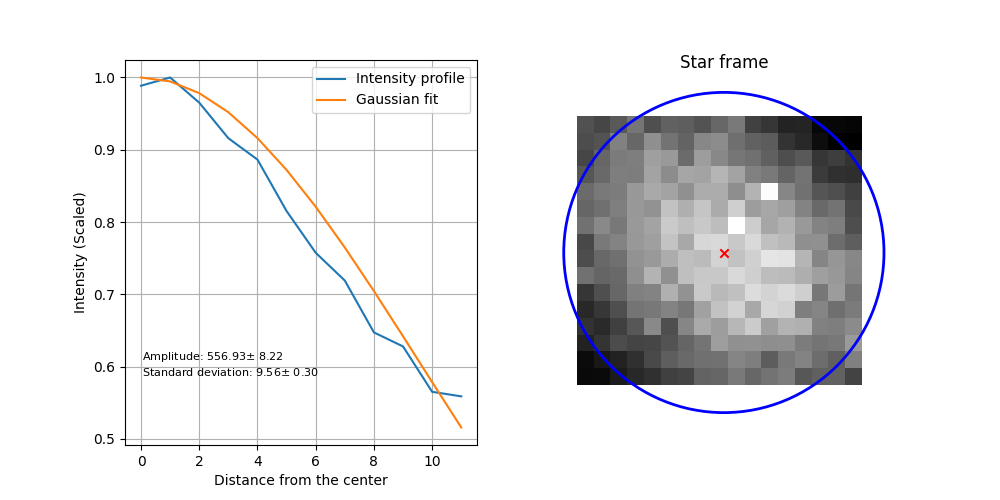 Star frame
Intensity profile
Gaussian fit
1.0
0.9
0.8
0.7
0.6
0.5
Intensity (Scaled)
Amplitude: 556.93± 8.22
Standard deviation: 9.56± 0.30
0 2 4 6 8 10
Distance from the center